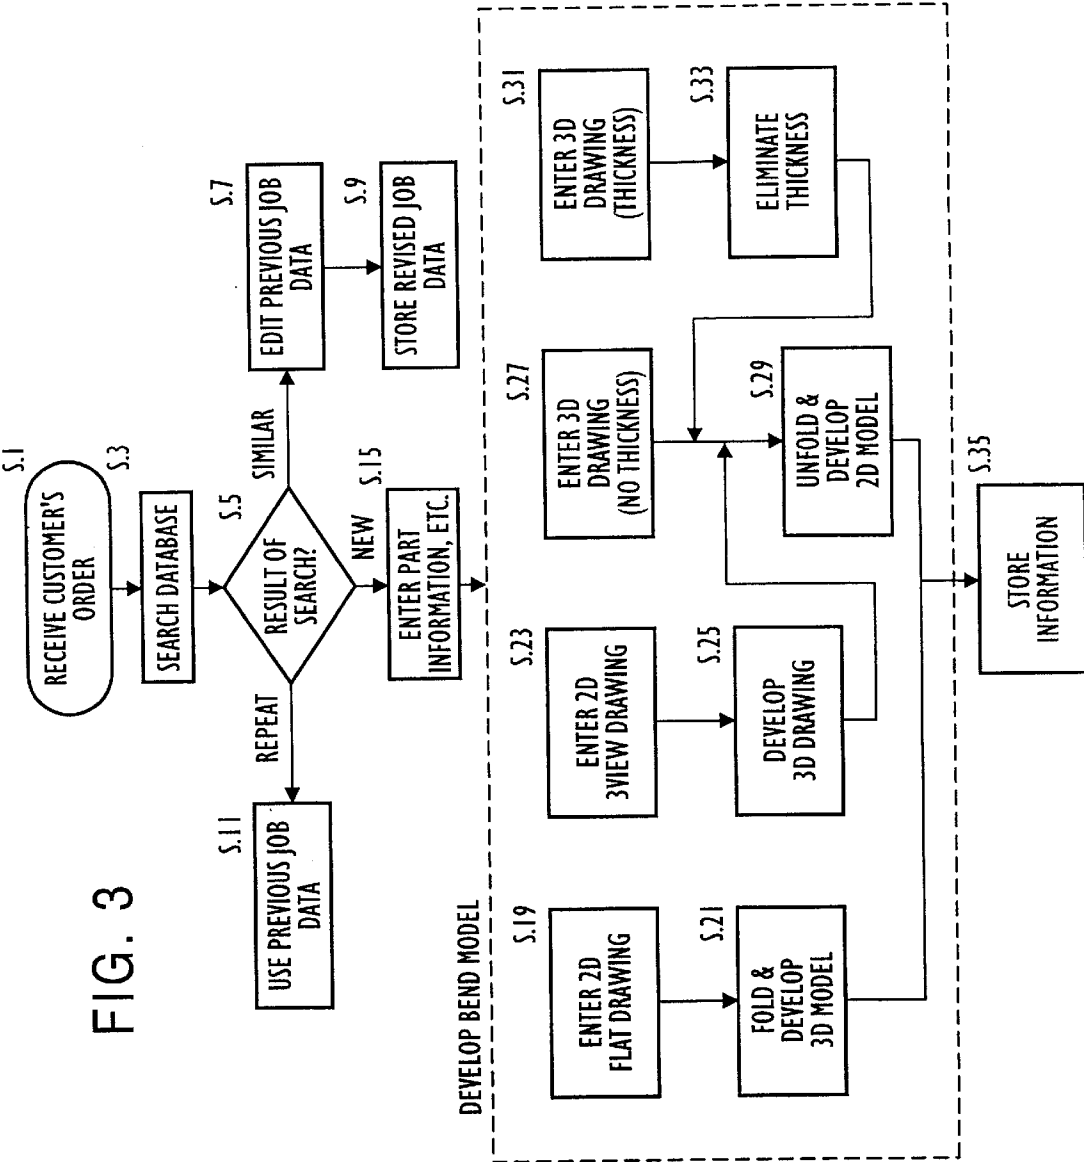 FIG. 3
S.1
RECEIVE CUSTOMER'S
ORDER
S.3
SEARCH DATABASE
S.5
RESULT OF
SEARCH?
REPEAT
SIMILAR
NEW
S.11
USE PREVIOUS JOB
DATA
S.7
EDIT PREVIOUS JOB
DATA
S.9
STORE REVISED JOB
DATA
S.15
ENTER PART
INFORMATION, ETC.
DEVELOP BEND MODEL
S.19
ENTER 2D
FLAT DRAWING
S.21
FOLD &
DEVELOP
3D MODEL
S.23
ENTER 2D
3VIEW DRAWING
S.25
DEVELOP
3D DRAWING
S.27
ENTER 3D
DRAWING
(NO THICKNESS)
S.29
UNFOLD &
DEVELOP
2D MODEL
S.31
ENTER 3D
DRAWING
(THICKNESS)
S.33
ELIMINATE
THICKNESS
S.35
STORE
INFORMATION